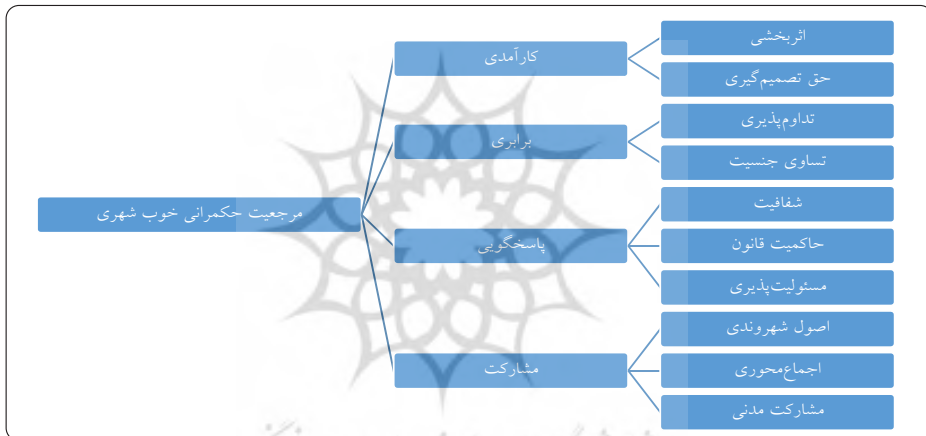 مرجعیت حکمرانی خوب شهری
کارآمدی
اثربخشی
حق تصمیم‌گیری
برابری
تداوم‌پذیری
تساوی جنسیت
پاسخگویی
شفافیت
حاکمیت قانون
مسئولیت‌پذیری
مشارکت
اصول شهروندی
اجماع‌محوری
مشارکت مدنی